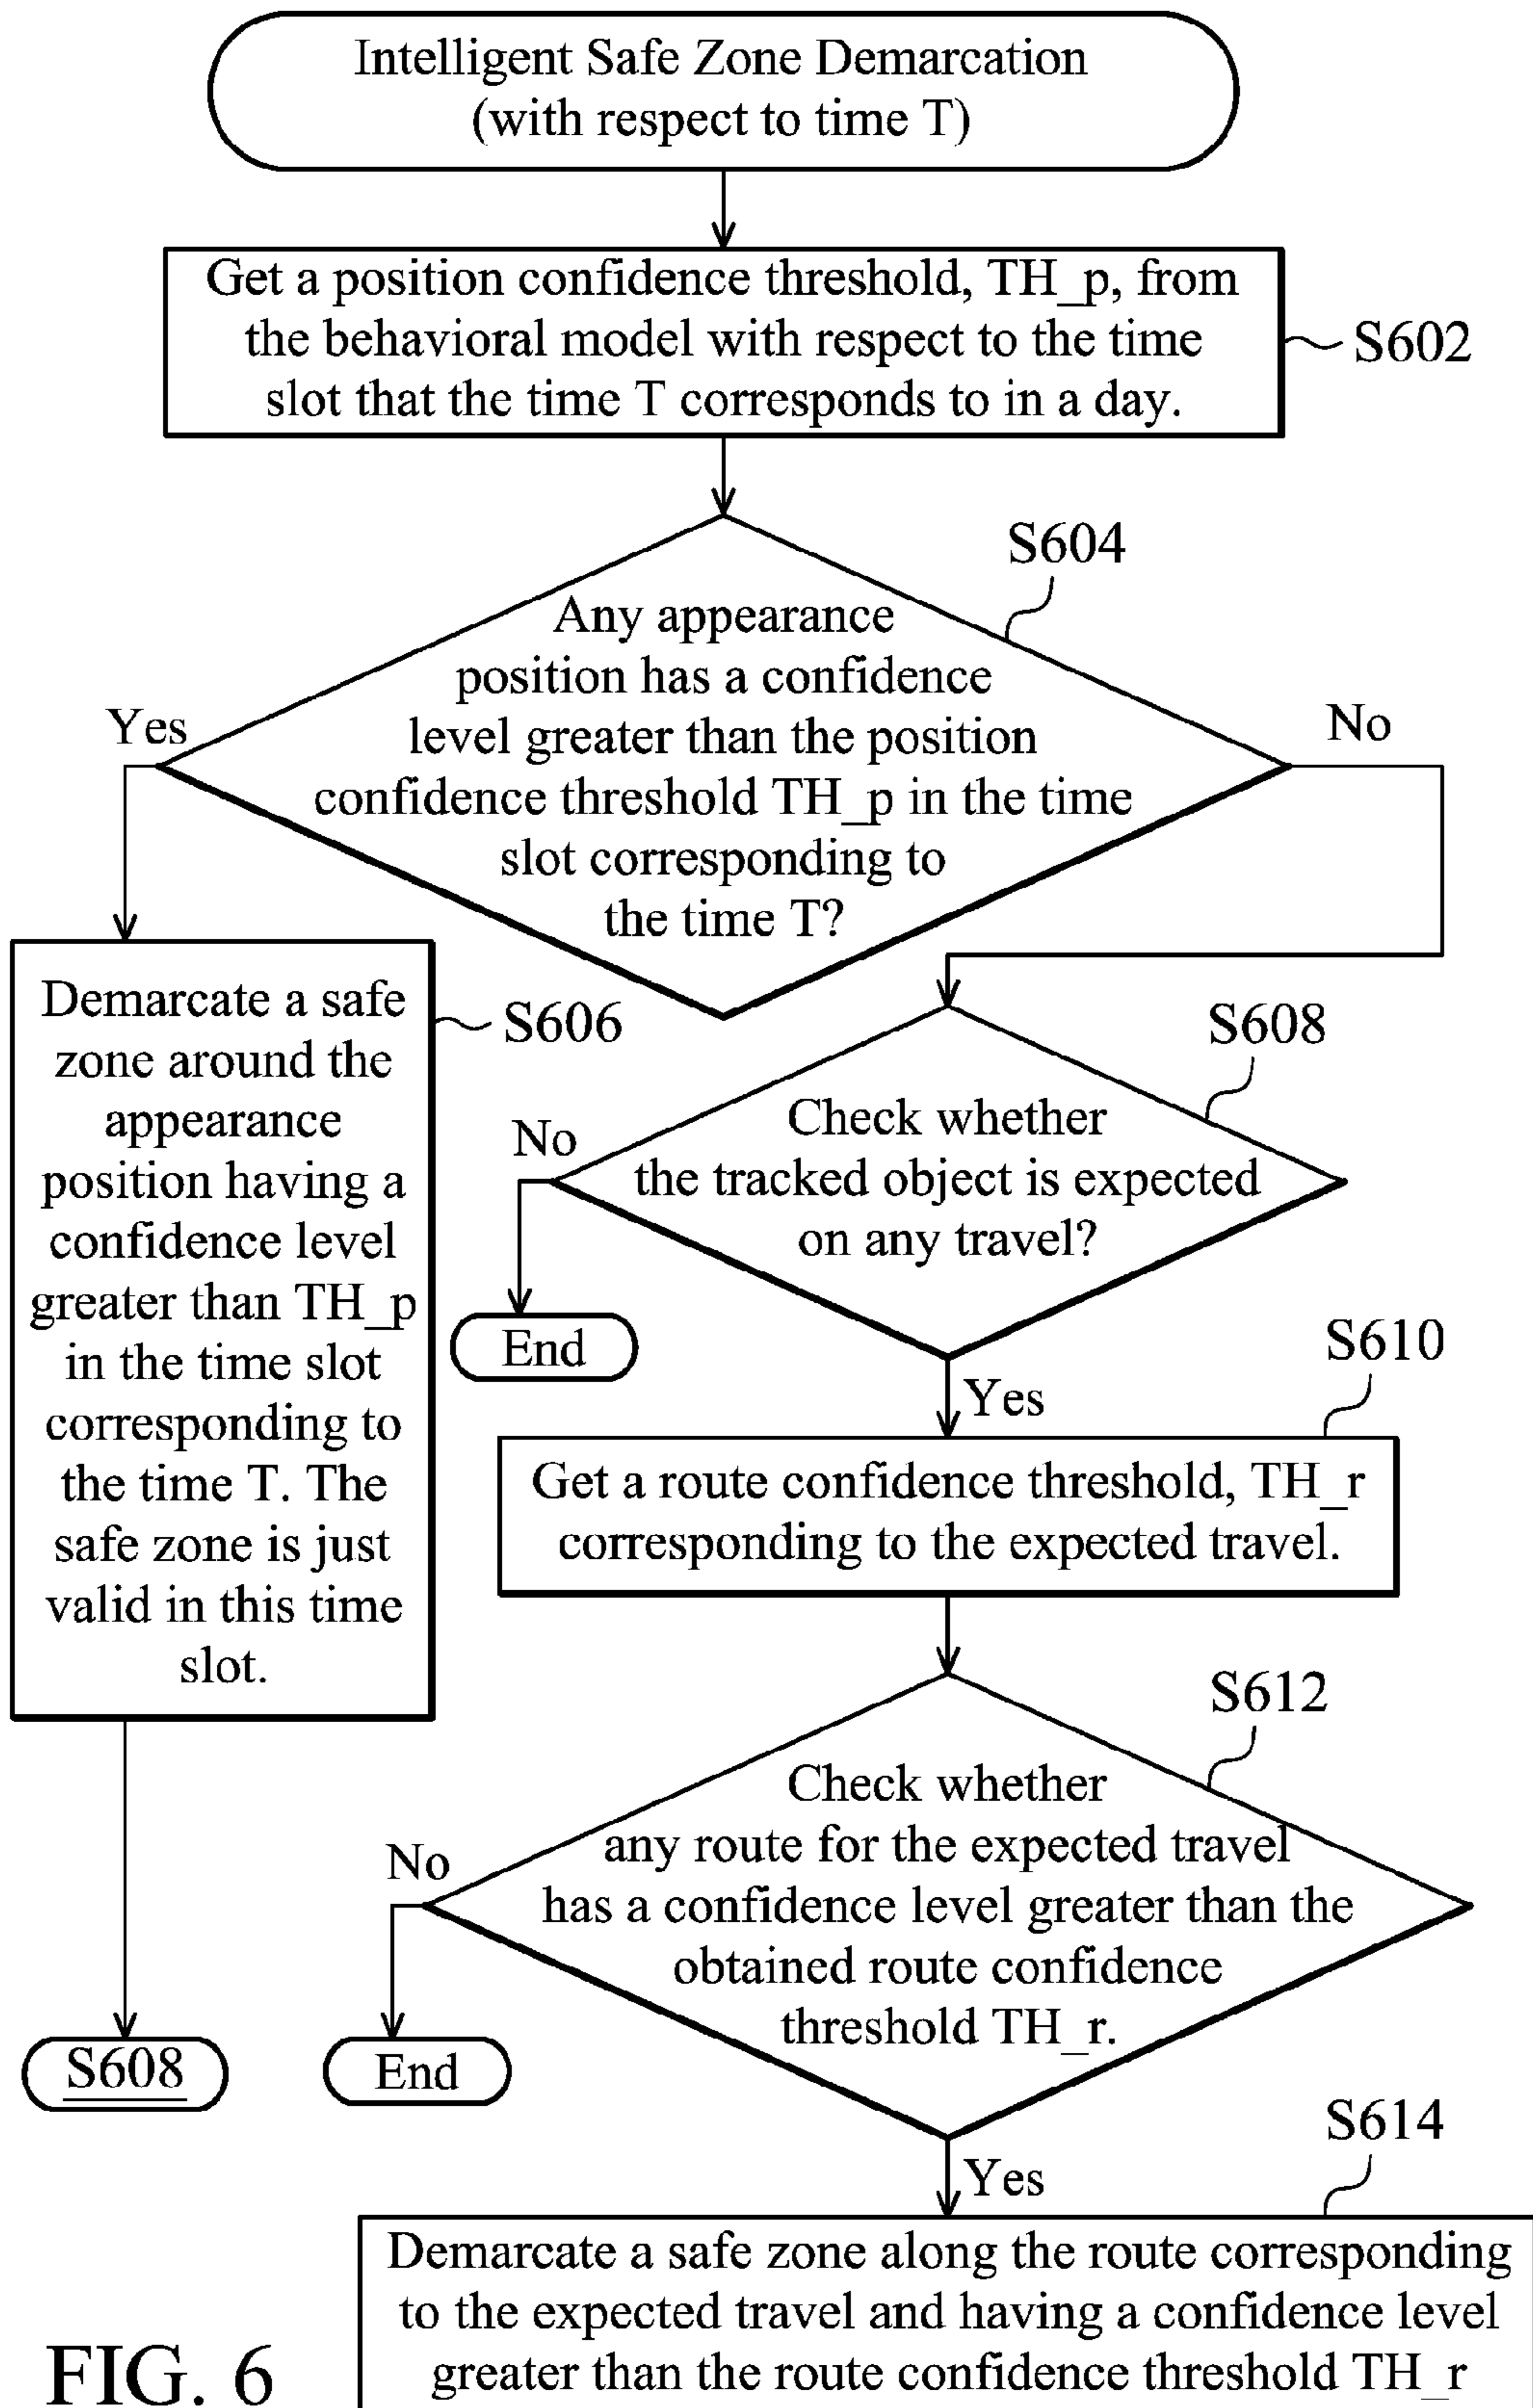 Intelligent Safe Zone Demarcation
(with respect to time T)
Get a position confidence threshold, TH_p, from
the behavioral model with respect to the time
slot that the time T corresponds to in a day.
S602
S604
Any appearance
position has a confidence
level greater than the position
confidence threshold TH_p in the time
slot corresponding to
the time T?
Yes
No
Demarcate a safe
zone around the
appearance
position having a
confidence level
greater than TH_p
in the time slot
corresponding to
the time T. The
safe zone is just
valid in this time
slot.
S606
S608
Check whether
the tracked object is expected
on any travel?
No
End
Yes
S610
Get a route confidence threshold, TH_r
corresponding to the expected travel.
S612
Check whether
any route for the expected travel
has a confidence level greater than the
obtained route confidence
threshold TH_r.
No
S608
End
Yes
S614
Demarcate a safe zone along the route corresponding
to the expected travel and having a confidence level
greater than the route confidence threshold TH_r
FIG. 6